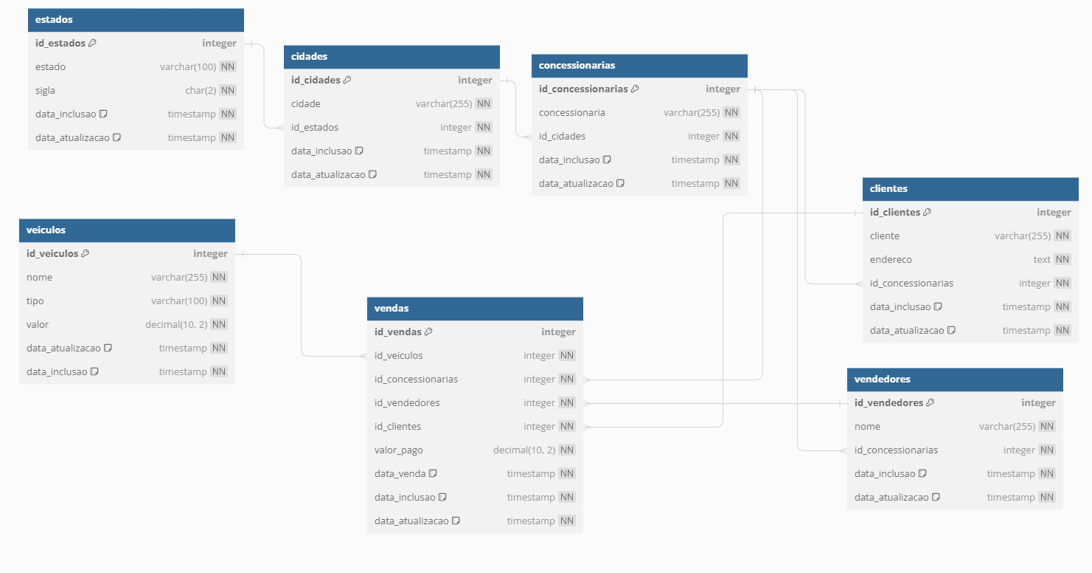 estados
id_estados integer
estado varchar(100) NN
sigla char(2) NN
data_inclusao timestamp NN
data_atualizacao timestamp NN
cidades
id_cidades integer
cidade varchar(255) NN
id_estados integer NN
data_inclusao timestamp NN
data_atualizacao timestamp NN
concessionarias
id_concessionarias integer
concessionaria varchar(255) NN
id_cidades integer NN
data_inclusao timestamp NN
data_atualizacao timestamp NN
clientes
id_clientes integer
cliente varchar(255) NN
endereco text NN
id_concessionarias integer NN
data_inclusao timestamp NN
data_atualizacao timestamp NN
veiculos
id_veiculos integer
nome varchar(255) NN
tipo varchar(100) NN
valor decimal(10, 2) NN
data_atualizacao timestamp NN
data_inclusao timestamp NN
vendas
id_vendas integer
id_veiculos integer NN
id_concessionarias integer NN
id_vendedores integer NN
id_clientes integer NN
valor_pago decimal(10, 2) NN
data_venda timestamp NN
data_inclusao timestamp NN
data_atualizacao timestamp NN
vendedores
id_vendedores integer
nome varchar(255) NN
id_concessionarias integer NN
data_inclusao timestamp NN
data_atualizacao timestamp NN